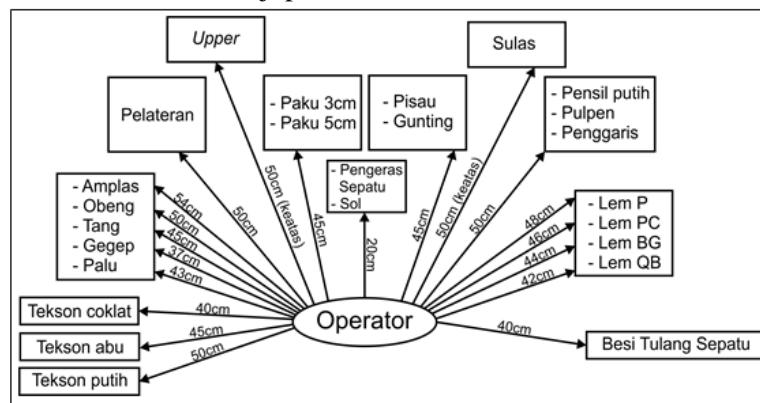 Upper
Sulas
Pelateran
- Paku 3cm
- Paku 5cm
- Pisau
- Gunting
- Pensil putih
- Pulpen
- Penggaris
- Pengeras
Sepatu
- Sol
- Amplas
- Obeng
- Tang
- Gegep
- Palu
- Lem P
- Lem PC
- Lem BG
- Lem QB
54cm
50cm
45cm
37cm
43cm
50cm
50cm (keatas)
45cm
20cm
45cm
50cm (keatas)
50cm
48cm
46cm
44cm
42cm
Tekson coklat
40cm
Operator
Tekson abu
45cm
40cm
Besi Tulang Sepatu
Tekson putih
50cm